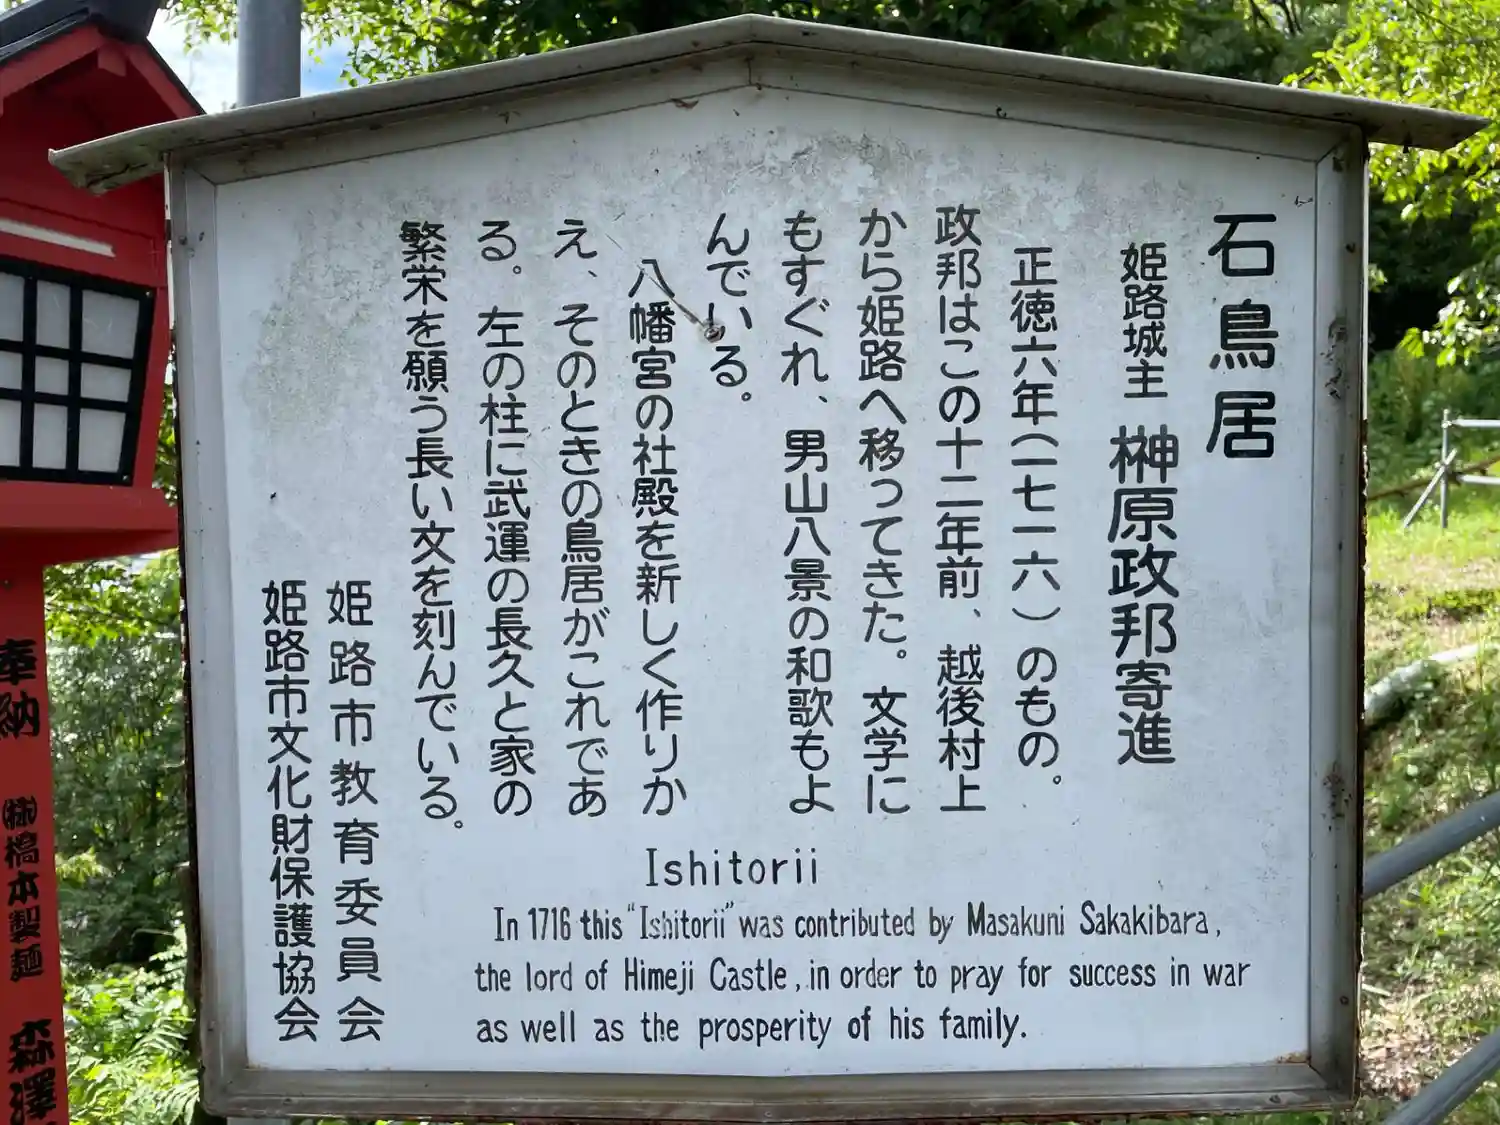 石鳥居
姫路城主 榊原政邦寄進
正徳六年(一七一六)のもの。
政邦はこの十二年前、越後村上
から姫路へ移ってきた。文学に
もすぐれ、男山八景の和歌もよ
んでいる。
八幡宮の社殿を新しく作りか
え、そのときの鳥居がこれであ
る。左の柱に武運の長久と家の
繁栄を願う長い文を刻んでいる。
姫路市教育委員会
姫路市文化財保護協会
Ishitorii
In 1716 this "Ishitorii" was contributed by Masakuni Sakakibara,
the lord of Himeji Castle, in order to pray for success in war
as well as the prosperity of his family.
奉納 ㈱橋本製麺 森澤